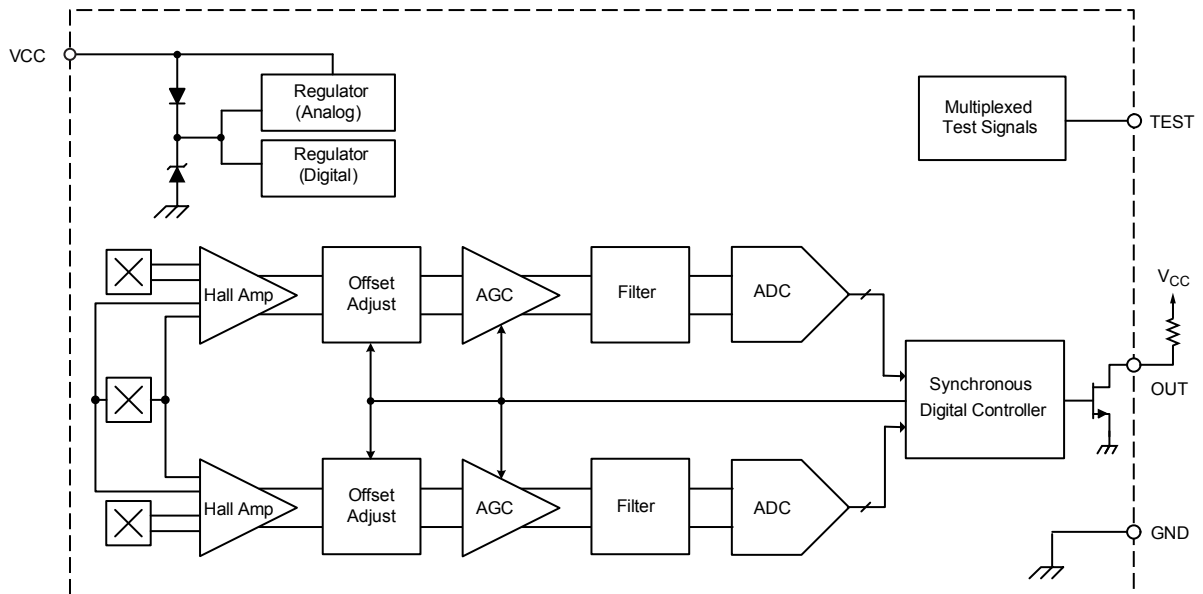 VCC
Regulator
(Analog)
Regulator
(Digital)
Multiplexed
Test Signals
TEST
Hall Amp
Offset
Adjust
AGC
Filter
ADC
VCC
Synchronous
Digital Controller
OUT
Hall Amp
Offset
Adjust
AGC
Filter
ADC
GND